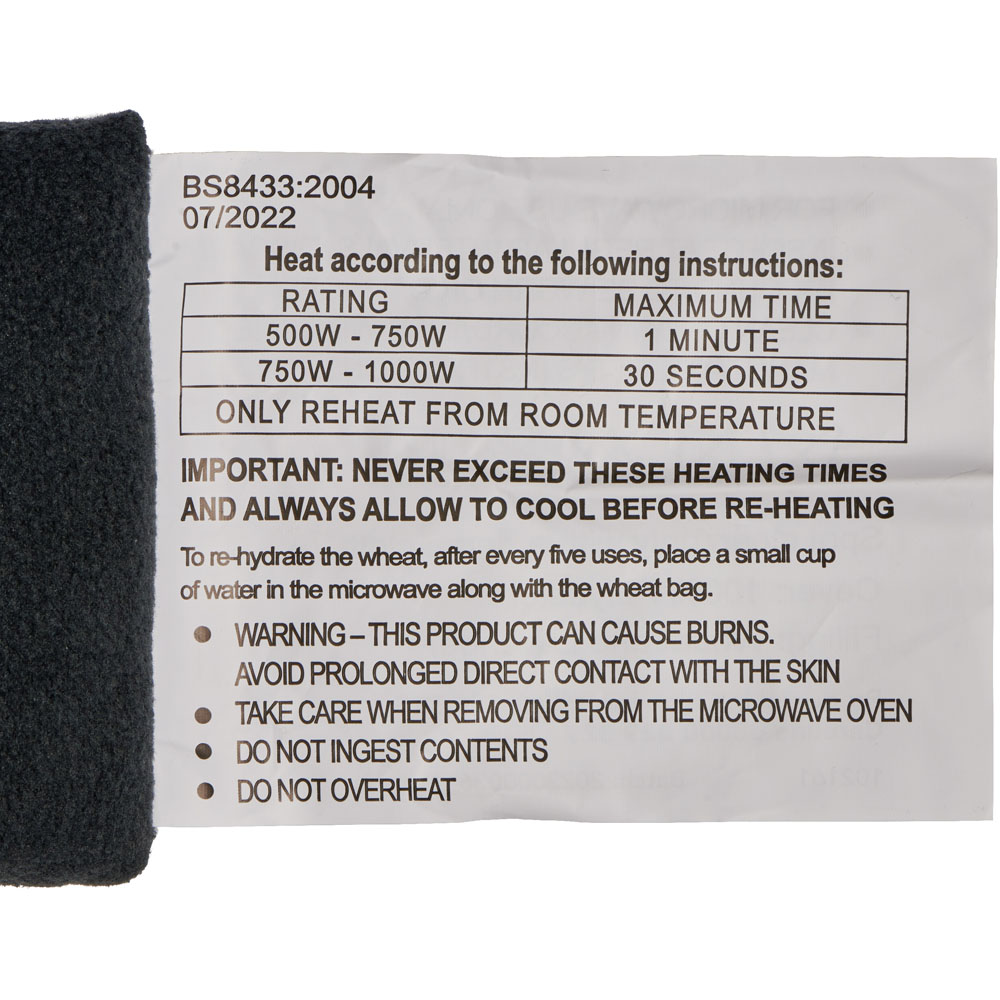 BS8433:2004
07/2022
Heat according to the following instructions:
RATING MAXIMUM TIME
500W - 750W 1 MINUTE
750W - 1000W 30 SECONDS
ONLY REHEAT FROM ROOM TEMPERATURE
IMPORTANT: NEVER EXCEED THESE HEATING TIMES
AND ALWAYS ALLOW TO COOL BEFORE RE-HEATING
To re-hydrate the wheat, after every five uses, place a small cup
of water in the microwave along with the wheat bag.
● WARNING – THIS PRODUCT CAN CAUSE BURNS.
AVOID PROLONGED DIRECT CONTACT WITH THE SKIN
● TAKE CARE WHEN REMOVING FROM THE MICROWAVE OVEN
● DO NOT INGEST CONTENTS
● DO NOT OVERHEAT